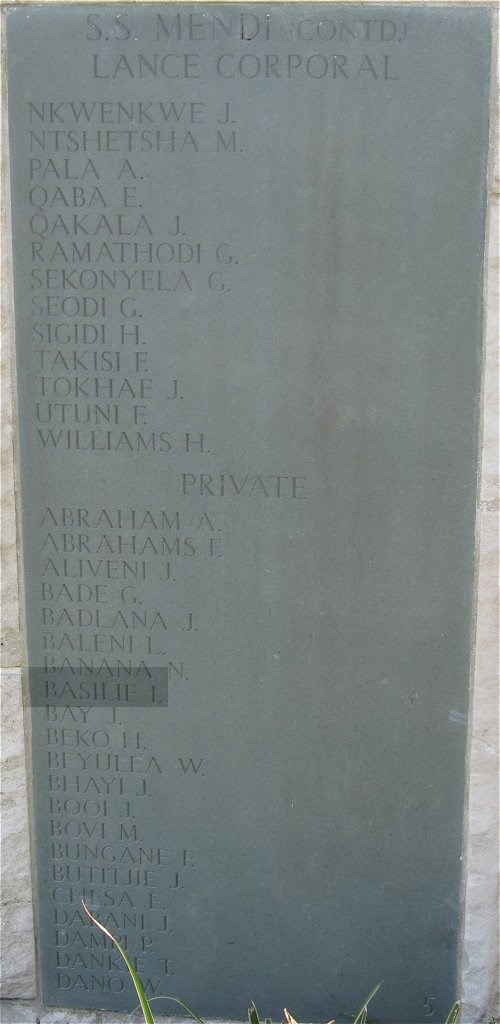 S.S. MENDI (CONTD.)
LANCE CORPORAL
NKWENKWE J.
NTSHETSHA M.
PALA A.
QABA E.
QAKALA J.
RAMATHODI G.
SEKONYELA G.
SEODI G.
SIGIDI H.
TAKISI F.
TOKHAE J.
UTUNI F.
WILLIAMS H.
PRIVATE
ABRAHAM A.
ABRAHAMS F.
ALIVENI J.
BADE G.
BADLANA J.
BALENI L.
BANANA N.
BASILIE I.
BAY J.
BEKO H.
BEYULEA W.
BHAYI J.
BOOI J.
BOVI M.
BUNGANE F.
BUTITJIE J.
CHESA E.
DABANI J.
DAMPI P.
DANKIE T.
DANO W.
5